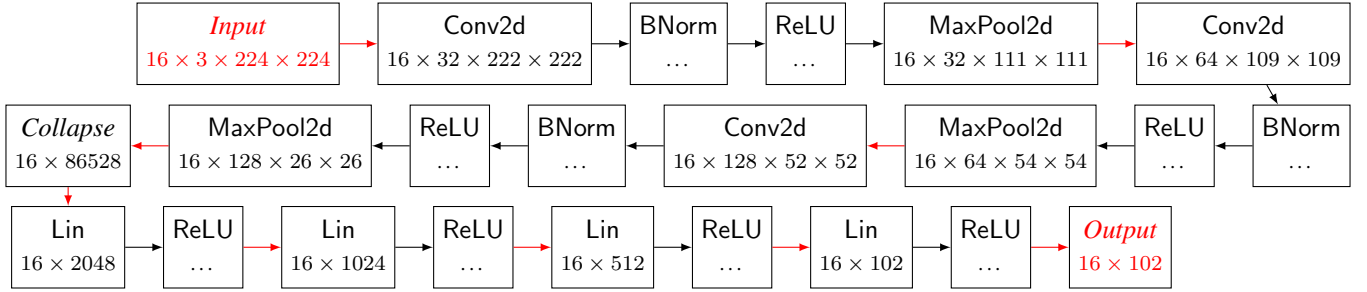 Input
16 × 3 × 224 × 224
Conv2d
16 × 32 × 222 × 222
BNorm
...
ReLU
...
MaxPool2d
16 × 32 × 111 × 111
Conv2d
16 × 64 × 109 × 109
BNorm
...
ReLU
...
MaxPool2d
16 × 64 × 54 × 54
Conv2d
16 × 128 × 52 × 52
BNorm
...
ReLU
...
MaxPool2d
16 × 128 × 26 × 26
Collapse
16 × 86528
Lin
16 × 2048
ReLU
...
Lin
16 × 1024
ReLU
...
Lin
16 × 512
ReLU
...
Lin
16 × 102
ReLU
...
Output
16 × 102